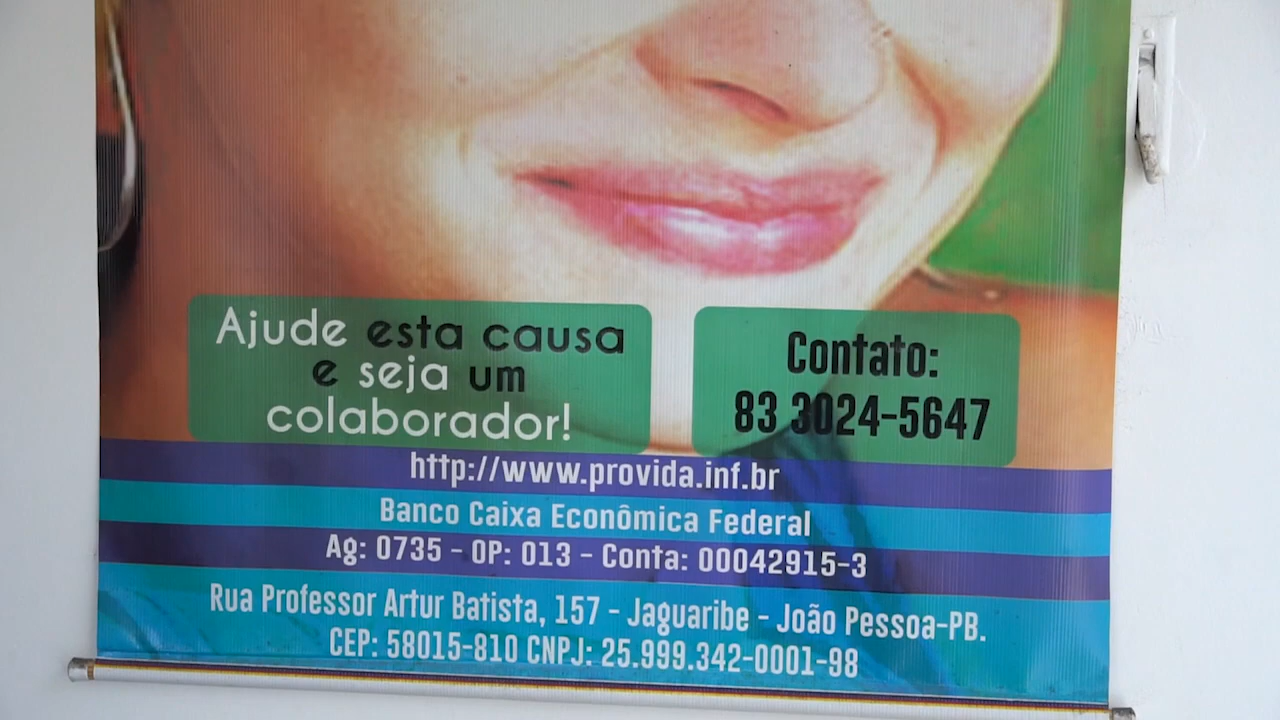 Ajude esta causa
e seja um
colaborador!
Contato:
83 3024-5647
http://www.provida.inf.br
Banco Caixa Econômica Federal
Ag: 0735 - OP: 013 - Conta: 00042915-3
Rua Professor Artur Batista, 157 - Jaguaribe - João Pessoa-PB.
CEP: 58015-810 CNPJ: 25.999.342-0001-98